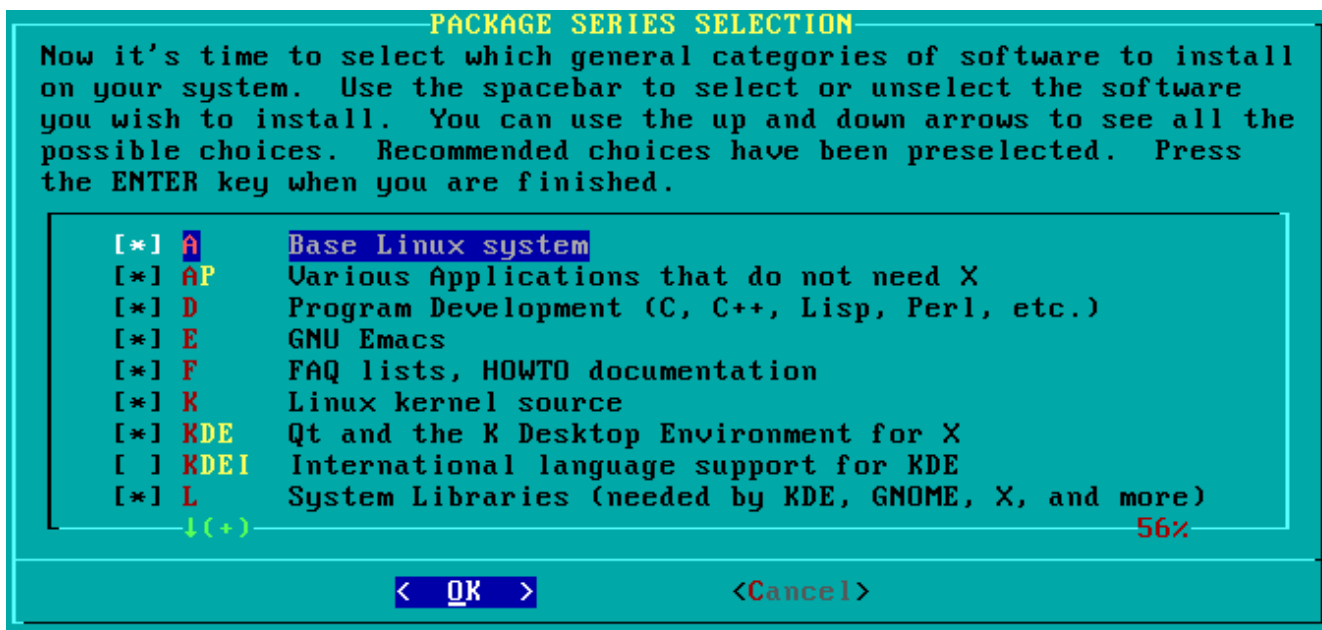 PACKAGE SERIES SELECTION
Now it's time to select which general categories of software to install
on your system.  Use the spacebar to select or unselect the software
you wish to install.  You can use the up and down arrows to see all the
possible choices.  Recommended choices have been preselected.  Press
the ENTER key when you are finished.
[*] A     Base Linux system
[*] AP    Various Applications that do not need X
[*] D     Program Development (C, C++, Lisp, Perl, etc.)
[*] E     GNU Emacs
[*] F     FAQ lists, HOWTO documentation
[*] K     Linux kernel source
[*] KDE   Qt and the K Desktop Environment for X
[ ] KDEI  International language support for KDE
[*] L     System Libraries (needed by KDE, GNOME, X, and more)
↓(+) 56%
<  OK  > <Cancel>